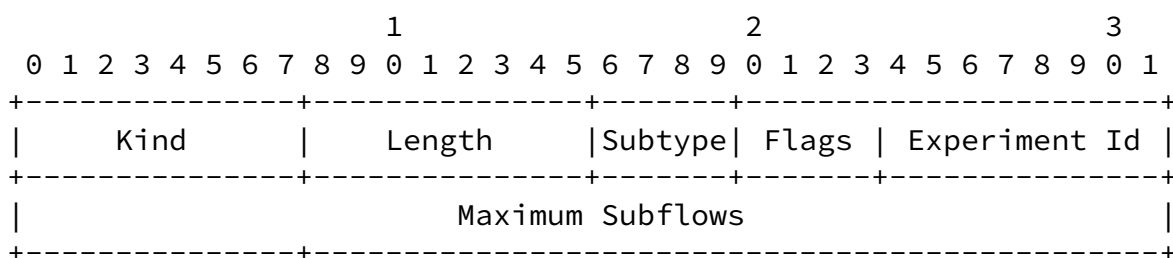 1                   2                   3
 0 1 2 3 4 5 6 7 8 9 0 1 2 3 4 5 6 7 8 9 0 1 2 3 4 5 6 7 8 9 0 1
+---------------+---------------+-------+-----------------------+
|     Kind      |    Length     |Subtype| Flags | Experiment Id |
+---------------+---------------+-------+-------+---------------+
|                        Maximum Subflows                       |
+---------------+-----------------------------------------------+